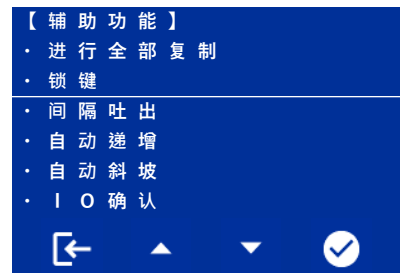 【辅助功能】
・进行全部复制
・锁键
・间隔吐出
・自动递增
・自动斜坡
・ＩＯ确认